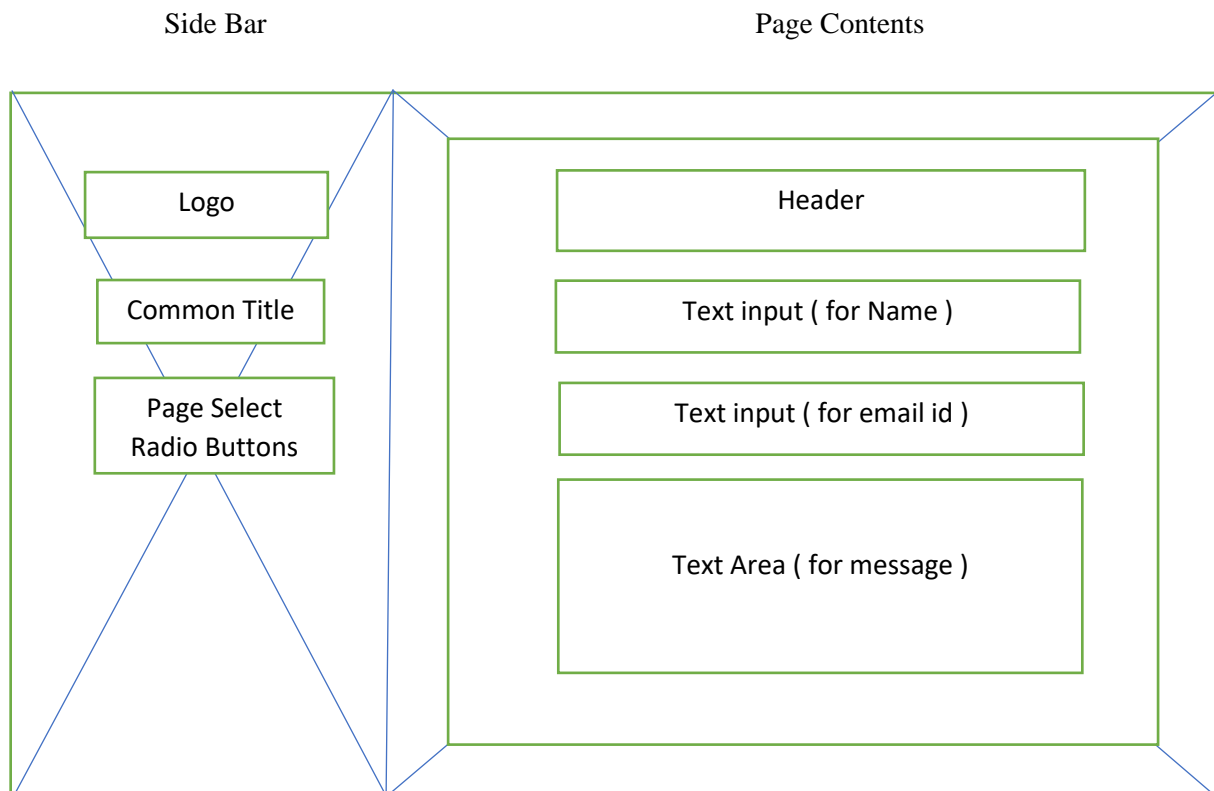 Side Bar
Page Contents
Logo
Common Title
Page Select
Radio Buttons
Header
Text input ( for Name )
Text input ( for email id )
Text Area ( for message )